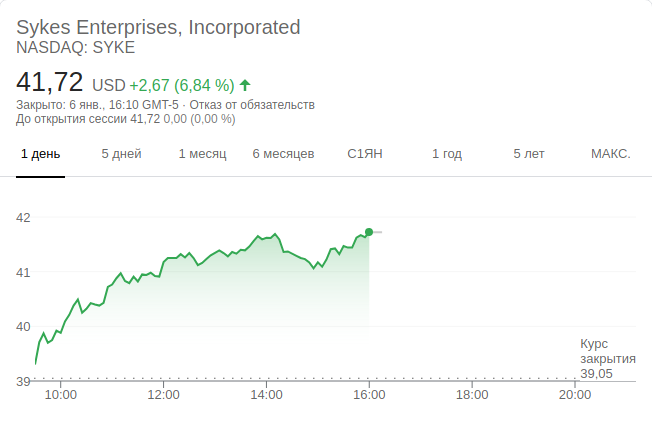 Sykes Enterprises, Incorporated
NASDAQ: SYKE
41,72 USD +2,67 (6,84 %)
Закрыто: 6 янв., 16:10 GMT-5 · Отказ от обязательств
До открытия сессии 41,72 0,00 (0,00 %)
1 день 5 дней 1 месяц 6 месяцев С1ЯН 1 год 5 лет МАКС.
42
41
40
Курс
закрытия
39,05
39
10:00 12:00 14:00 16:00 18:00 20:00